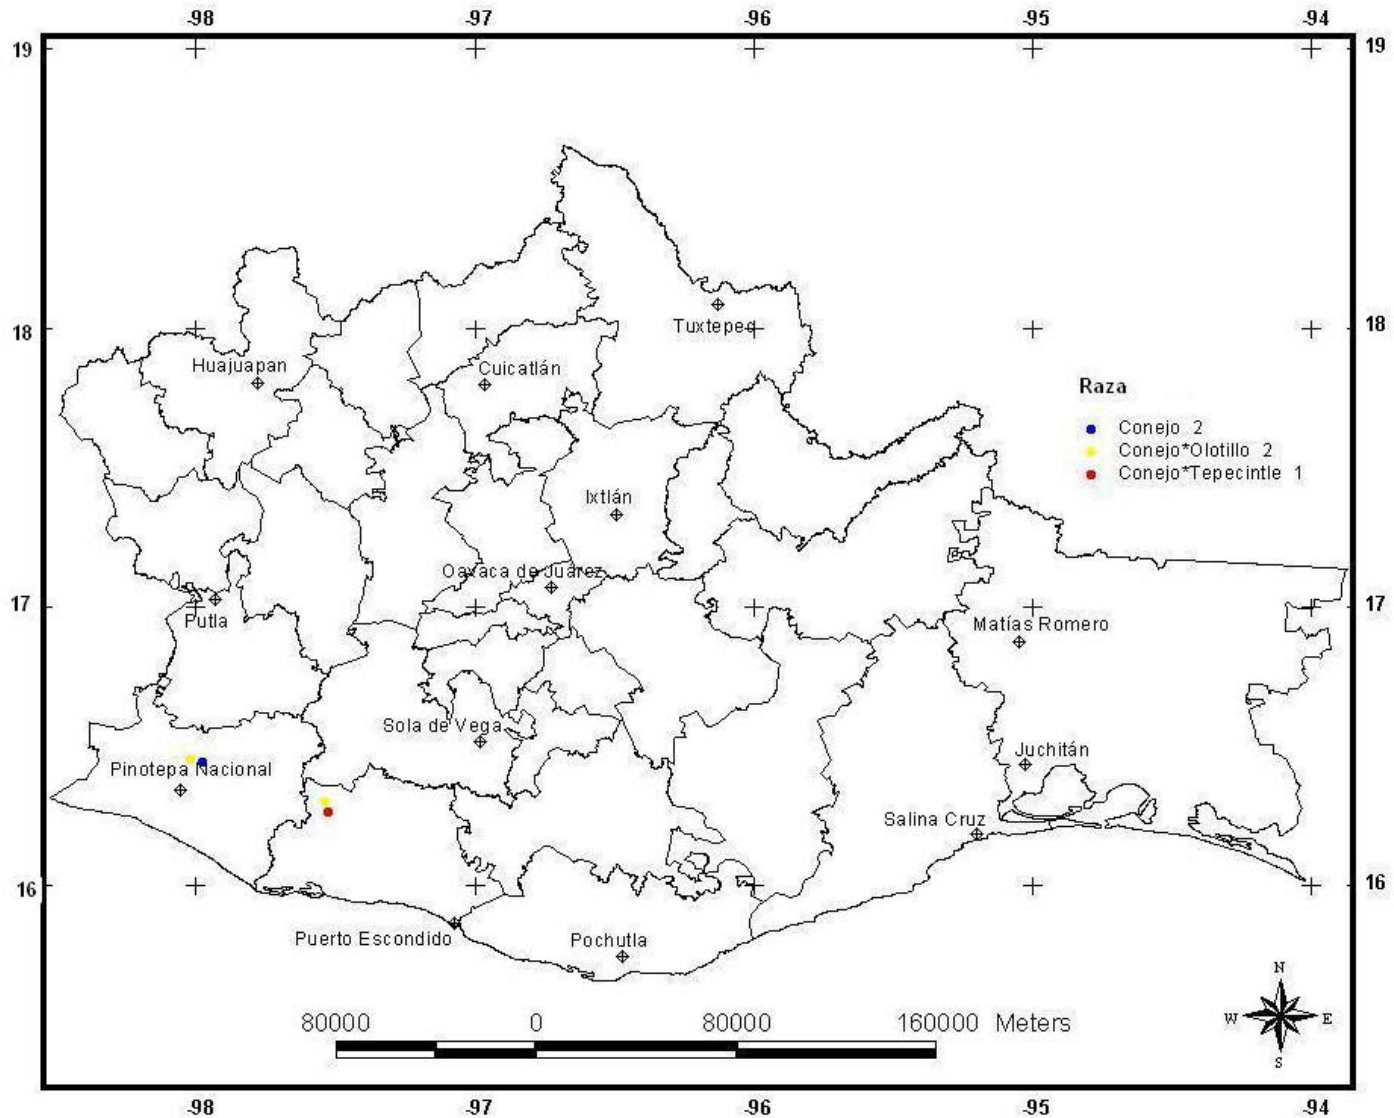 -98 -97 -96 -95 -94
19 19
Tuxtepec
18 18
Huajuapan Cuicatlán
Raza
Conejo 2
Conejo*Olotillo 2
Conejo*Tepecintle 1
Ixtlán
Oaxaca de Juárez
17 17
Putla Matías Romero
Sola de Vega
Juchitán
Pinotepa Nacional
Salina Cruz
16 16
Puerto Escondido Pochutla
N
W E
S
80000 0 80000 160000 Meters
-98 -97 -96 -95 -94